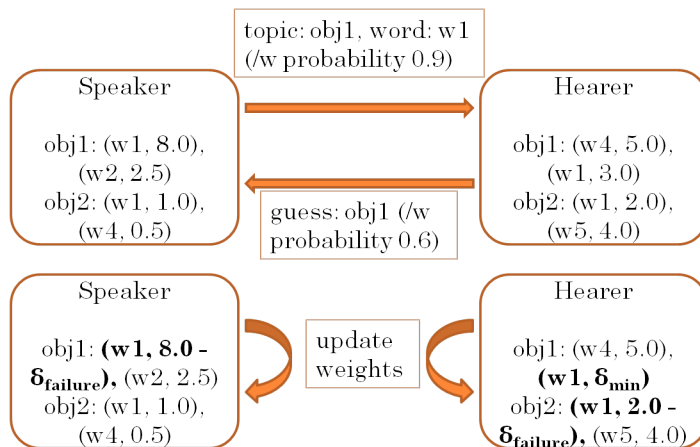 topic: obj1, word: w1
(/w probability 0.9)
Speaker
obj1: (w1, 8.0),
(w2, 2.5)
obj2: (w1, 1.0),
(w4, 0.5)
Hearer
obj1: (w4, 5.0),
(w1, 3.0)
obj2: (w1, 2.0),
(w5, 4.0)
guess: obj1 (/w
probability 0.6)
Speaker
obj1: (w1, 8.0 -
δfailure), (w2, 2.5)
obj2: (w1, 1.0),
(w4, 0.5)
update
weights
Hearer
obj1: (w4, 5.0),
(w1, δmin)
obj2: (w1, 2.0 -
δfailure), (w5, 4.0)